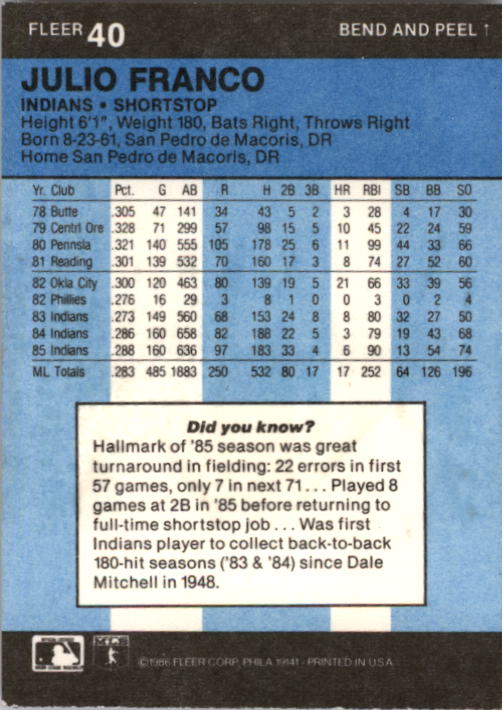 FLEER 40 BEND AND PEEL ↑
JULIO FRANCO
INDIANS • SHORTSTOP
Height 6'1", Weight 180, Bats Right, Throws Right
Born 8-23-61, San Pedro de Macoris, DR
Home San Pedro de Macoris, DR
Yr. Club Pct. G AB R H 2B 3B HR RBI SB BB SO
78 Butte .305 47 141 34 43 5 2 3 28 4 17 30
79 Centrl Ore .328 71 299 57 98 15 5 10 45 22 24 59
80 Pennsla .321 140 555 105 178 25 6 11 99 44 33 66
81 Reading .301 139 532 70 160 17 3 8 74 27 52 60
82 Okla City .300 120 463 80 139 19 5 21 66 33 39 56
82 Phillies .276 16 29 3 8 1 0 0 3 0 2 4
83 Indians .273 149 560 68 153 24 8 8 80 32 27 50
84 Indians .286 160 658 82 188 22 5 3 79 19 43 68
85 Indians .288 160 636 97 183 33 4 6 90 13 54 74
ML Totals .283 485 1883 250 532 80 17 17 252 64 126 196
Did you know?
Hallmark of '85 season was great
turnaround in fielding: 22 errors in first
57 games, only 7 in next 71... Played 8
games at 2B in '85 before returning to
full-time shortstop job... Was first
Indians player to collect back-to-back
180-hit seasons ('83 & '84) since Dale
Mitchell in 1948.
©1986 FLEER CORP. PHILA 19141 - PRINTED IN U.S.A.